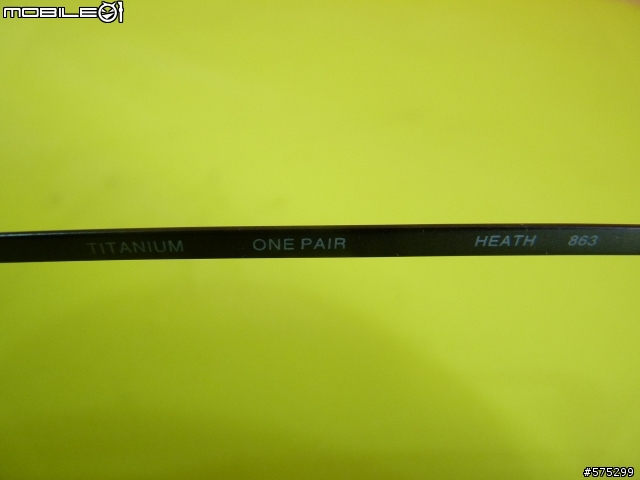 MOBILE01
TITANIUM ONE PAIR HEATH 863
#575299